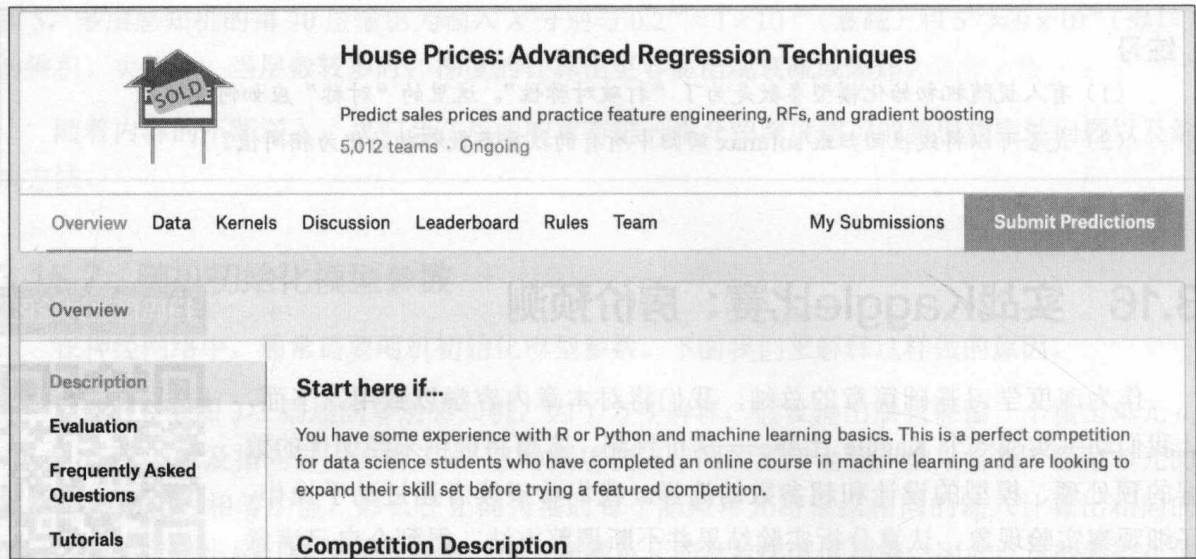 House Prices: Advanced Regression Techniques
SOLD
Predict sales prices and practice feature engineering, RFs, and gradient boosting
5,012 teams · Ongoing
Overview Data Kernels Discussion Leaderboard Rules Team My Submissions Submit Predictions
Overview
Description
Evaluation
Frequently Asked
Questions
Tutorials
Start here if...
You have some experience with R or Python and machine learning basics. This is a perfect competition
for data science students who have completed an online course in machine learning and are looking to
expand their skill set before trying a featured competition.
Competition Description